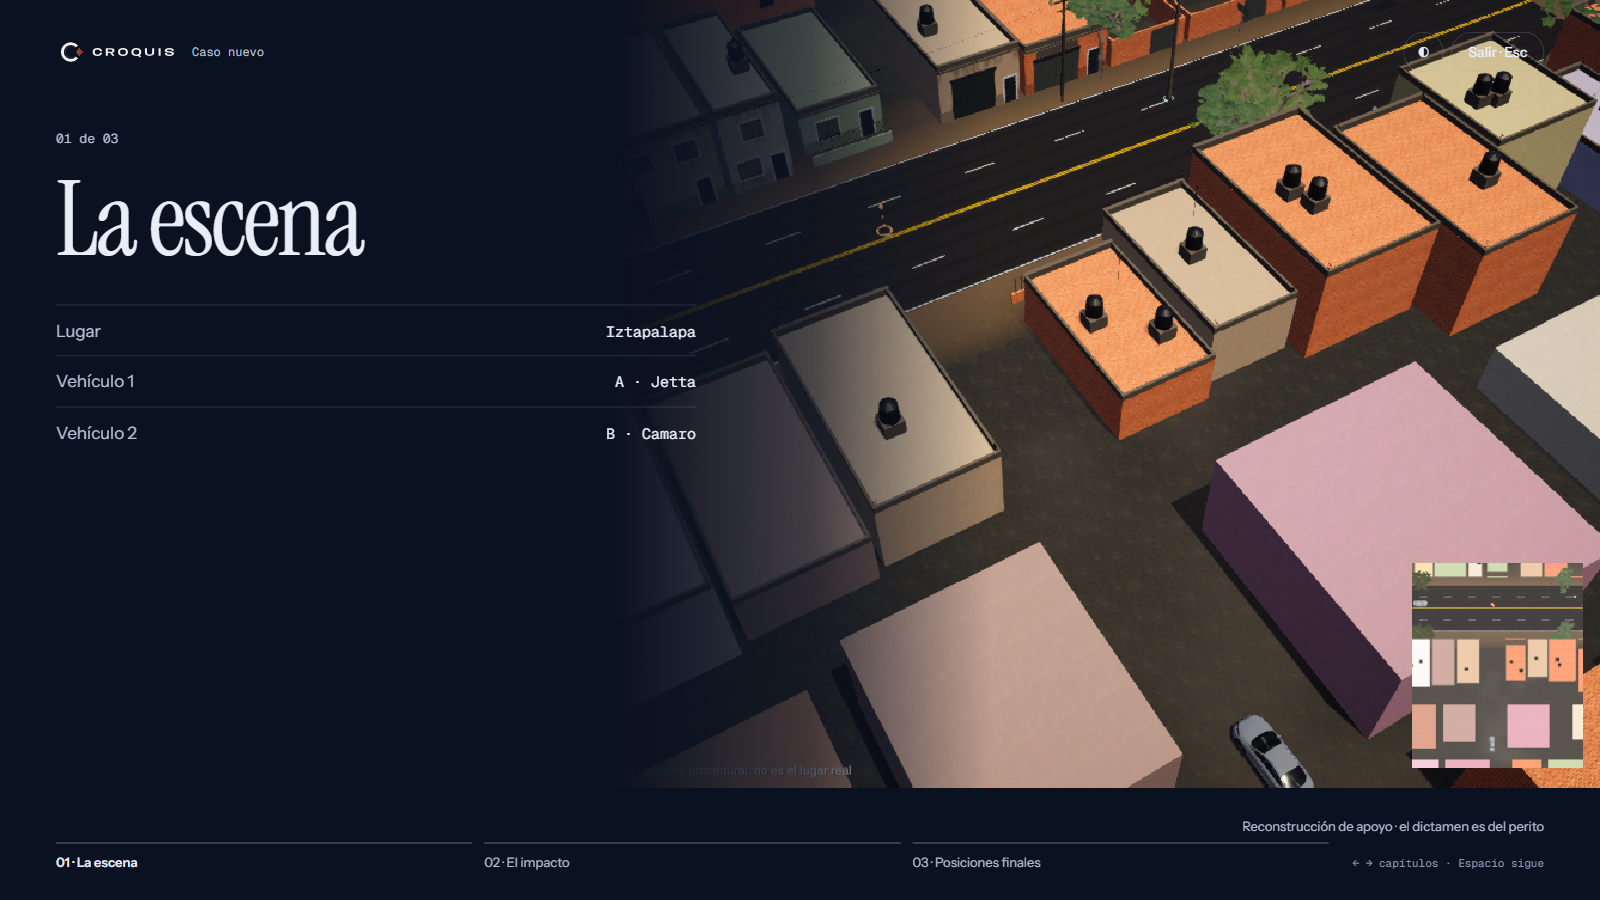 CROQUIS Caso nuevo
Salir · Esc
01 de 03
La escena
Lugar Iztapalapa
Vehículo 1 A · Jetta
Vehículo 2 B · Camaro
procedural: no es el lugar real
Reconstrucción de apoyo · el dictamen es del perito
01 · La escena 02 · El impacto 03 · Posiciones finales ← → capítulos · Espacio sigue